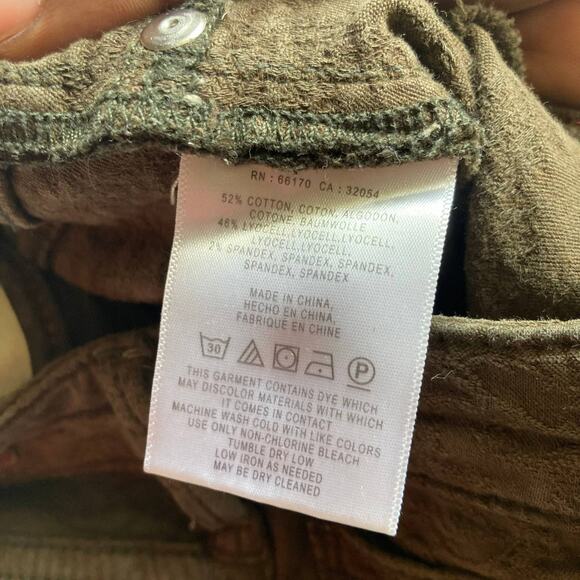 RN : 66170 CA : 32054
52% COTTON, COTON, ALGODON,
COTONE, BAUMWOLLE
46% LYOCELL, LYOCELL,LYOCELL,
LYOCELL,LYOCELL
2% SPANDEX, SPANDEX, SPANDEX,
SPANDEX, SPANDEX
MADE IN CHINA,
HECHO EN CHINA,
FABRIQUE EN CHINE
30 P
THIS GARMENT CONTAINS DYE WHICH
MAY DISCOLOR MATERIALS WITH WHICH
IT COMES IN CONTACT
MACHINE WASH COLD WITH LIKE COLORS
USE ONLY NON-CHLORINE BLEACH
TUMBLE DRY LOW
LOW IRON AS NEEDED
MAY BE DRY CLEANED